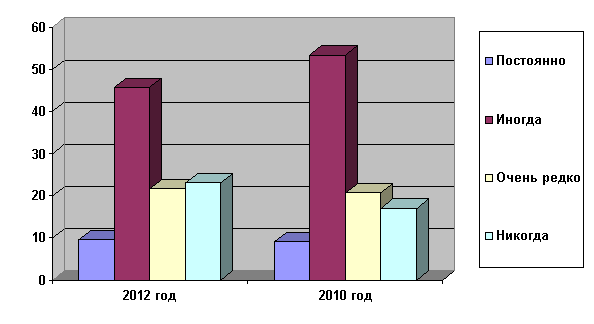 60
50
40
30
20
10
0
2012 год
2010 год
Постоянно
Иногда
Очень редко
Никогда